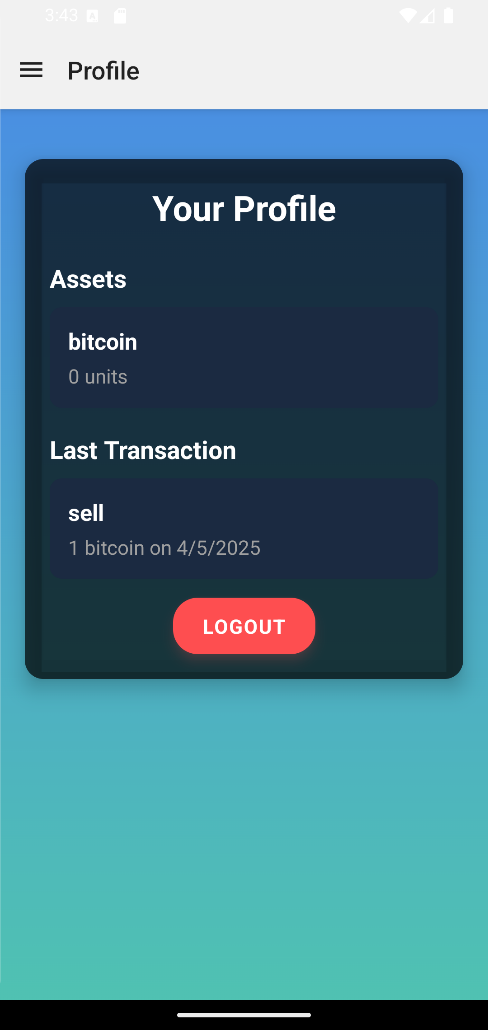 3:43
Profile
Your Profile
Assets
bitcoin
0 units
Last Transaction
sell
1 bitcoin on 4/5/2025
LOGOUT